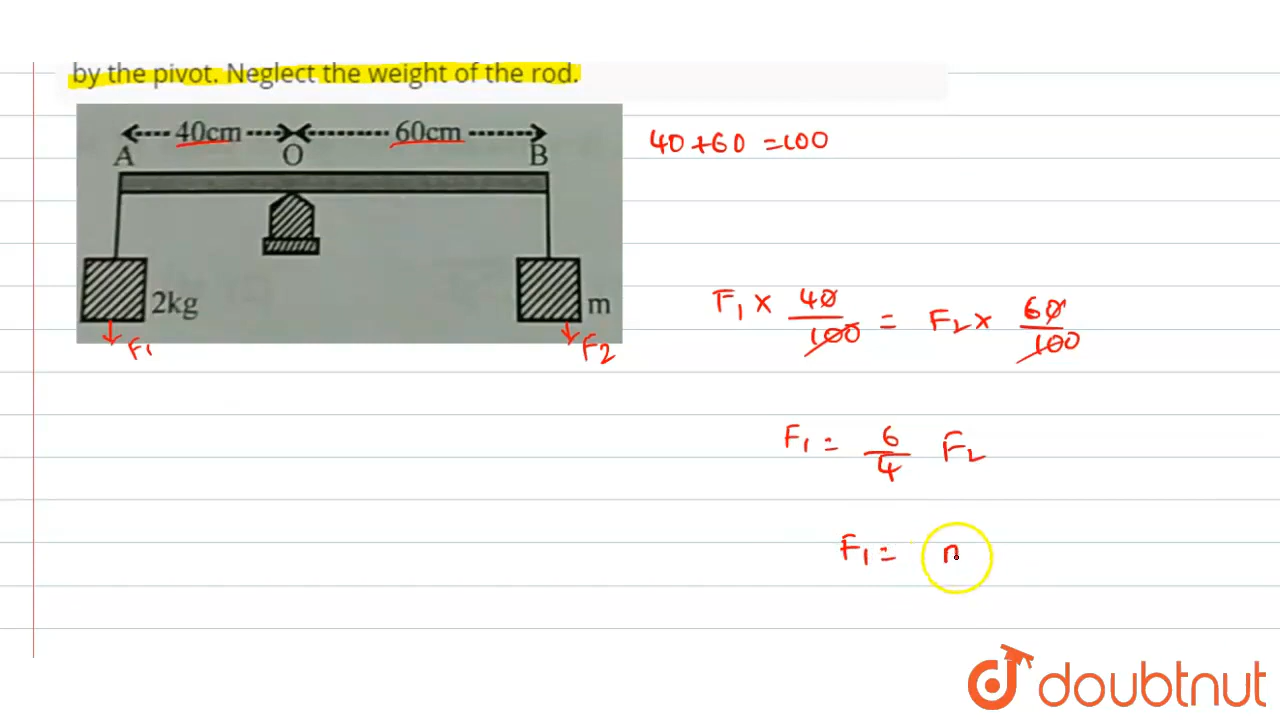 by the pivot. Neglect the weight of the rod.
40cm 60cm
A O B
40+60 =100
2kg m
F1 F2
F1 × 40/100 = F2 × 60/100
F1 = 6/4 F2
F1 =
doubtnut